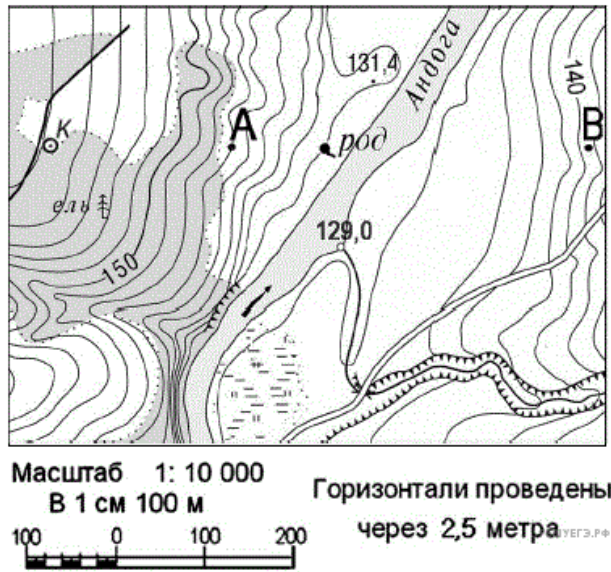 131,4
Андога
140
К
А
род
В
ель
129,0
150
Масштаб 1: 10 000
В 1 см 100 м
Горизонтали проведены
через 2,5 метра
100 0 100 200